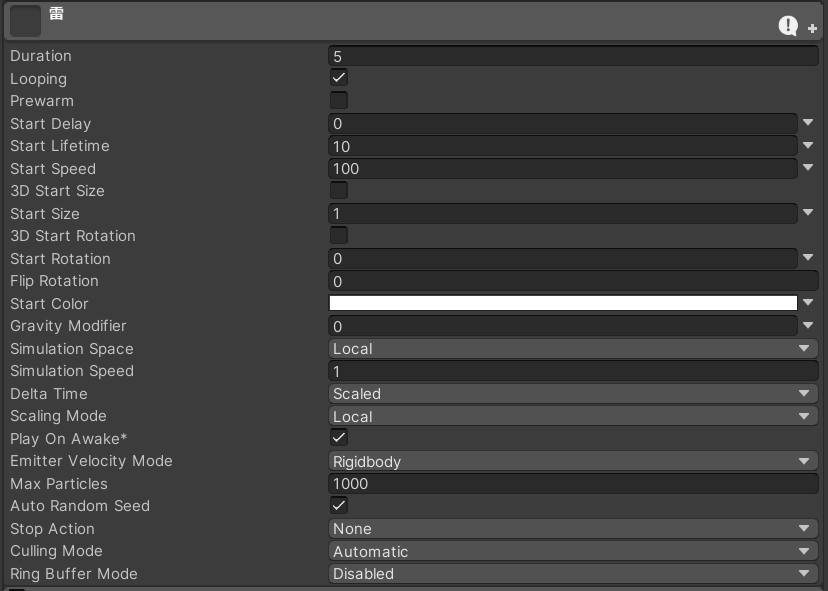 雷
Duration 5
Looping
Prewarm
Start Delay 0
Start Lifetime 10
Start Speed 100
3D Start Size
Start Size 1
3D Start Rotation
Start Rotation 0
Flip Rotation 0
Start Color
Gravity Modifier 0
Simulation Space Local
Simulation Speed 1
Delta Time Scaled
Scaling Mode Local
Play On Awake*
Emitter Velocity Mode Rigidbody
Max Particles 1000
Auto Random Seed
Stop Action None
Culling Mode Automatic
Ring Buffer Mode Disabled